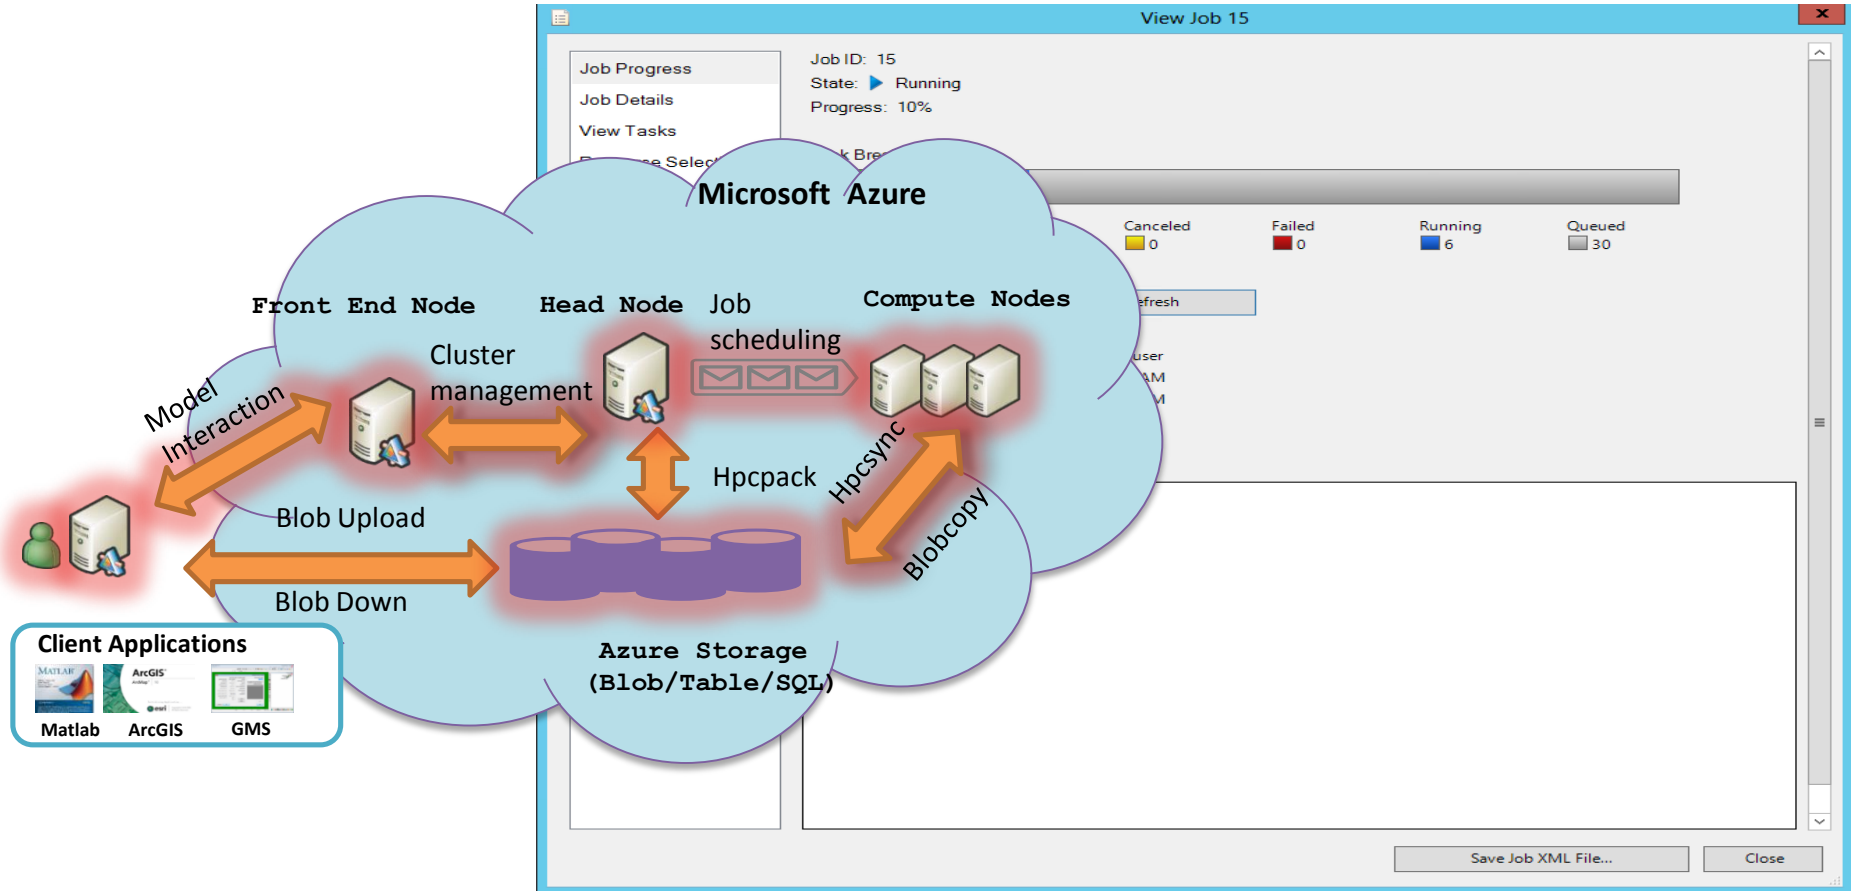 View Job 15
Job Progress
Job Details
View Tasks
Job ID: 15
State: Running
Progress: 10%
Microsoft Azure
Canceled
0
Failed
0
Running
6
Queued
30
Front End Node
Head Node
Job
scheduling
Compute Nodes
Cluster
management
Model
Interaction
Hpcpack
Hpcsync
Blobcopy
Blob Upload
Blob Down
Azure Storage
(Blob/Table/SQL)
Client Applications
MATLAB
ArcGIS
esri
Matlab
ArcGIS
GMS
Save Job XML File...
Close